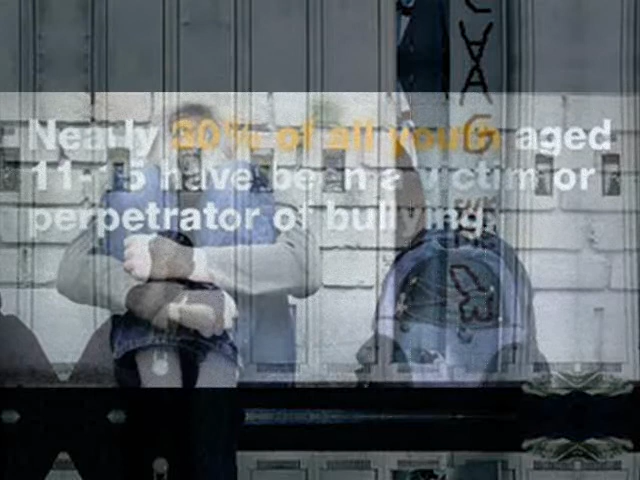 Nearly 30% of all youth aged
11-15 have been a victim or
perpetrator of bullying.